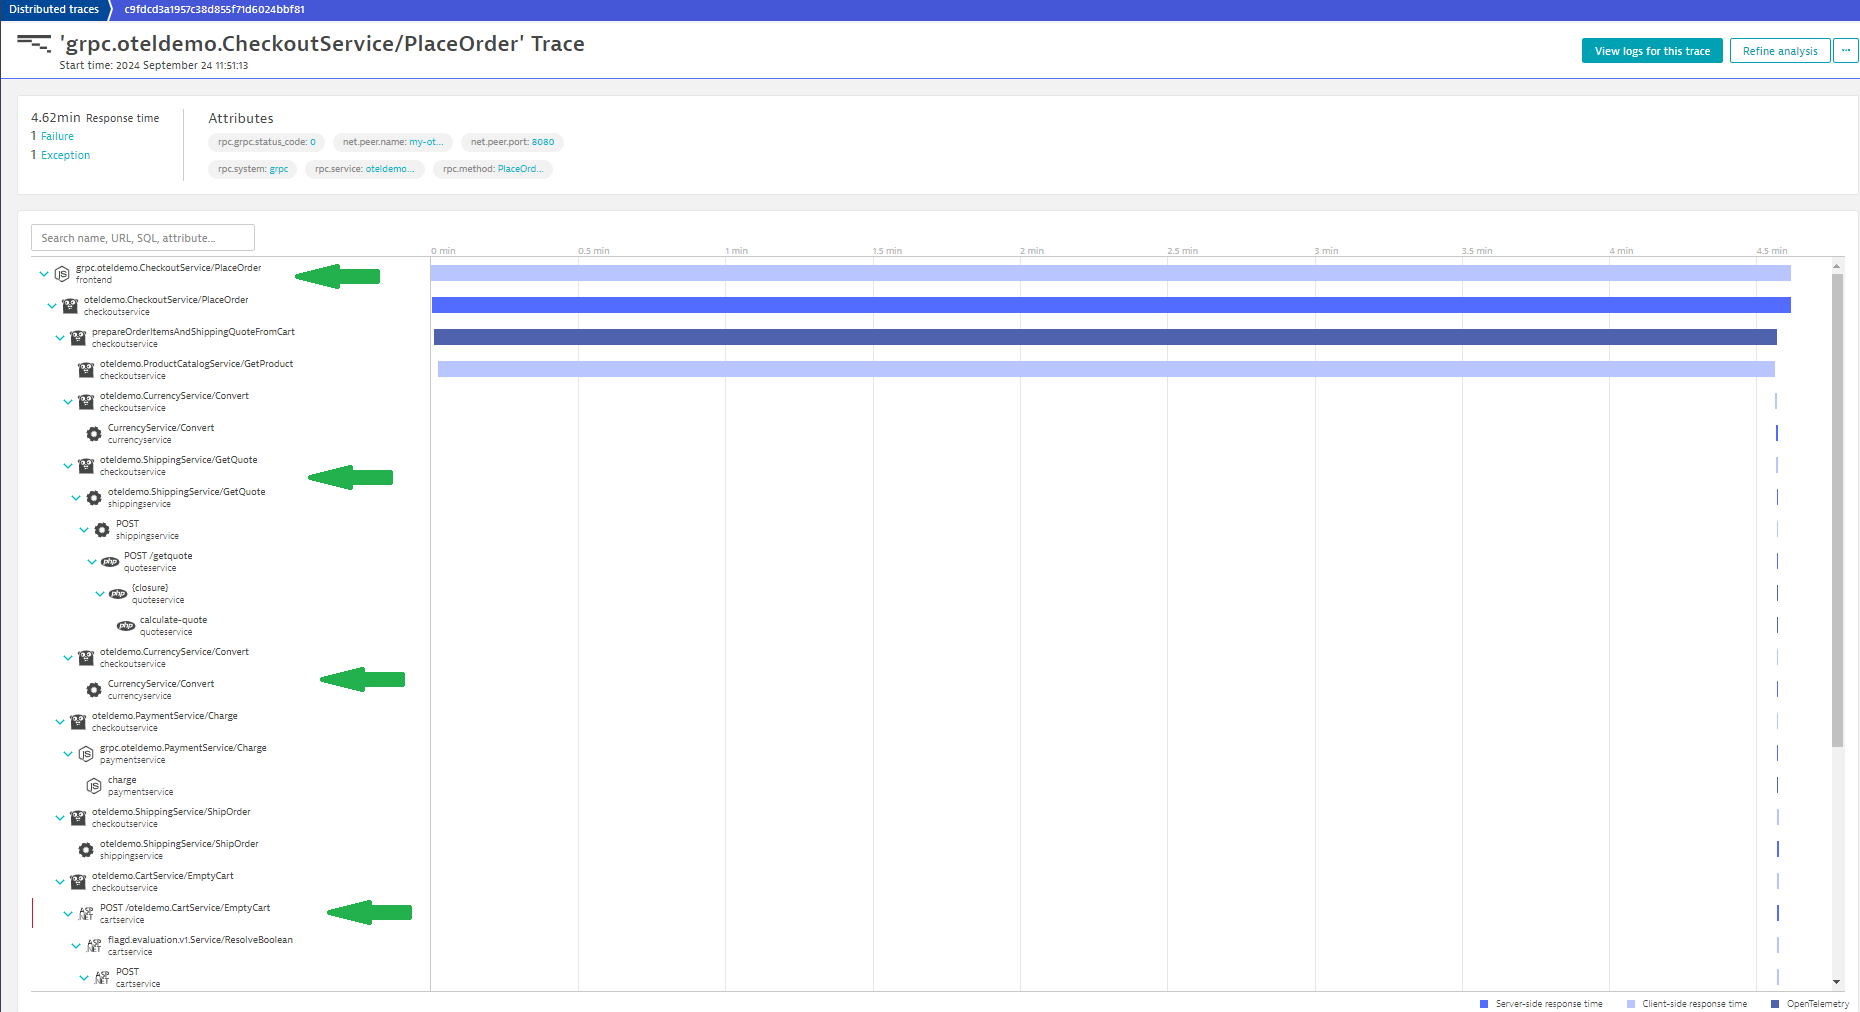 Distributed traces
c9fdcd3a1957c38d855f71d6024bbf81
'grpc.oteldemo.CheckoutService/PlaceOrder' Trace
Start time: 2024 September 24 11:51:13
View logs for this trace
Refine analysis
...
4.62min Response time
1 Failure
1 Exception
Attributes
rpc.grpc.status_code: 0
net.peer.name: my-ot...
net.peer.port: 8080
rpc.system: grpc
rpc.service: oteldemo...
rpc.method: PlaceOrd...
Search name, URL, SQL, attribute...
0 min
0.5 min
1 min
1.5 min
2 min
2.5 min
3 min
3.5 min
4 min
4.5 min
grpc.oteldemo.CheckoutService/PlaceOrder
frontend
oteldemo.CheckoutService/PlaceOrder
checkoutservice
prepareOrderItemsAndShippingQuoteFromCart
checkoutservice
oteldemo.ProductCatalogService/GetProduct
checkoutservice
oteldemo.CurrencyService/Convert
checkoutservice
CurrencyService/Convert
currencyservice
oteldemo.ShippingService/GetQuote
checkoutservice
oteldemo.ShippingService/GetQuote
shippingservice
POST
shippingservice
php
POST /getquote
quoteservice
php
{closure}
quoteservice
php
calculate-quote
quoteservice
oteldemo.CurrencyService/Convert
checkoutservice
CurrencyService/Convert
currencyservice
oteldemo.PaymentService/Charge
checkoutservice
grpc.oteldemo.PaymentService/Charge
paymentservice
charge
paymentservice
oteldemo.ShippingService/ShipOrder
checkoutservice
oteldemo.ShippingService/ShipOrder
shippingservice
oteldemo.CartService/EmptyCart
checkoutservice
ASP.NET
POST /oteldemo.CartService/EmptyCart
cartservice
ASP.NET
flagd.evaluation.v1.Service/ResolveBoolean
cartservice
ASP.NET
POST
cartservice
Server-side response time
Client-side response time
OpenTelemetry